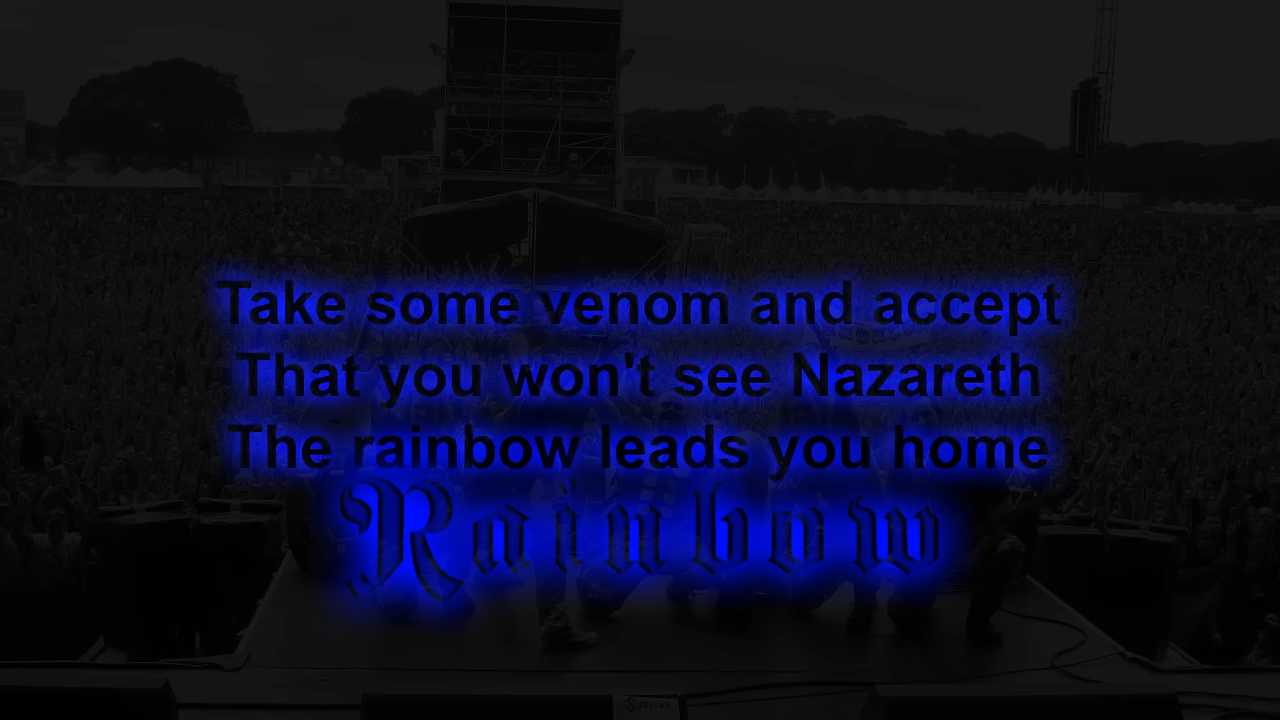 Take some venom and accept
That you won't see Nazareth
The rainbow leads you home
Rainbow